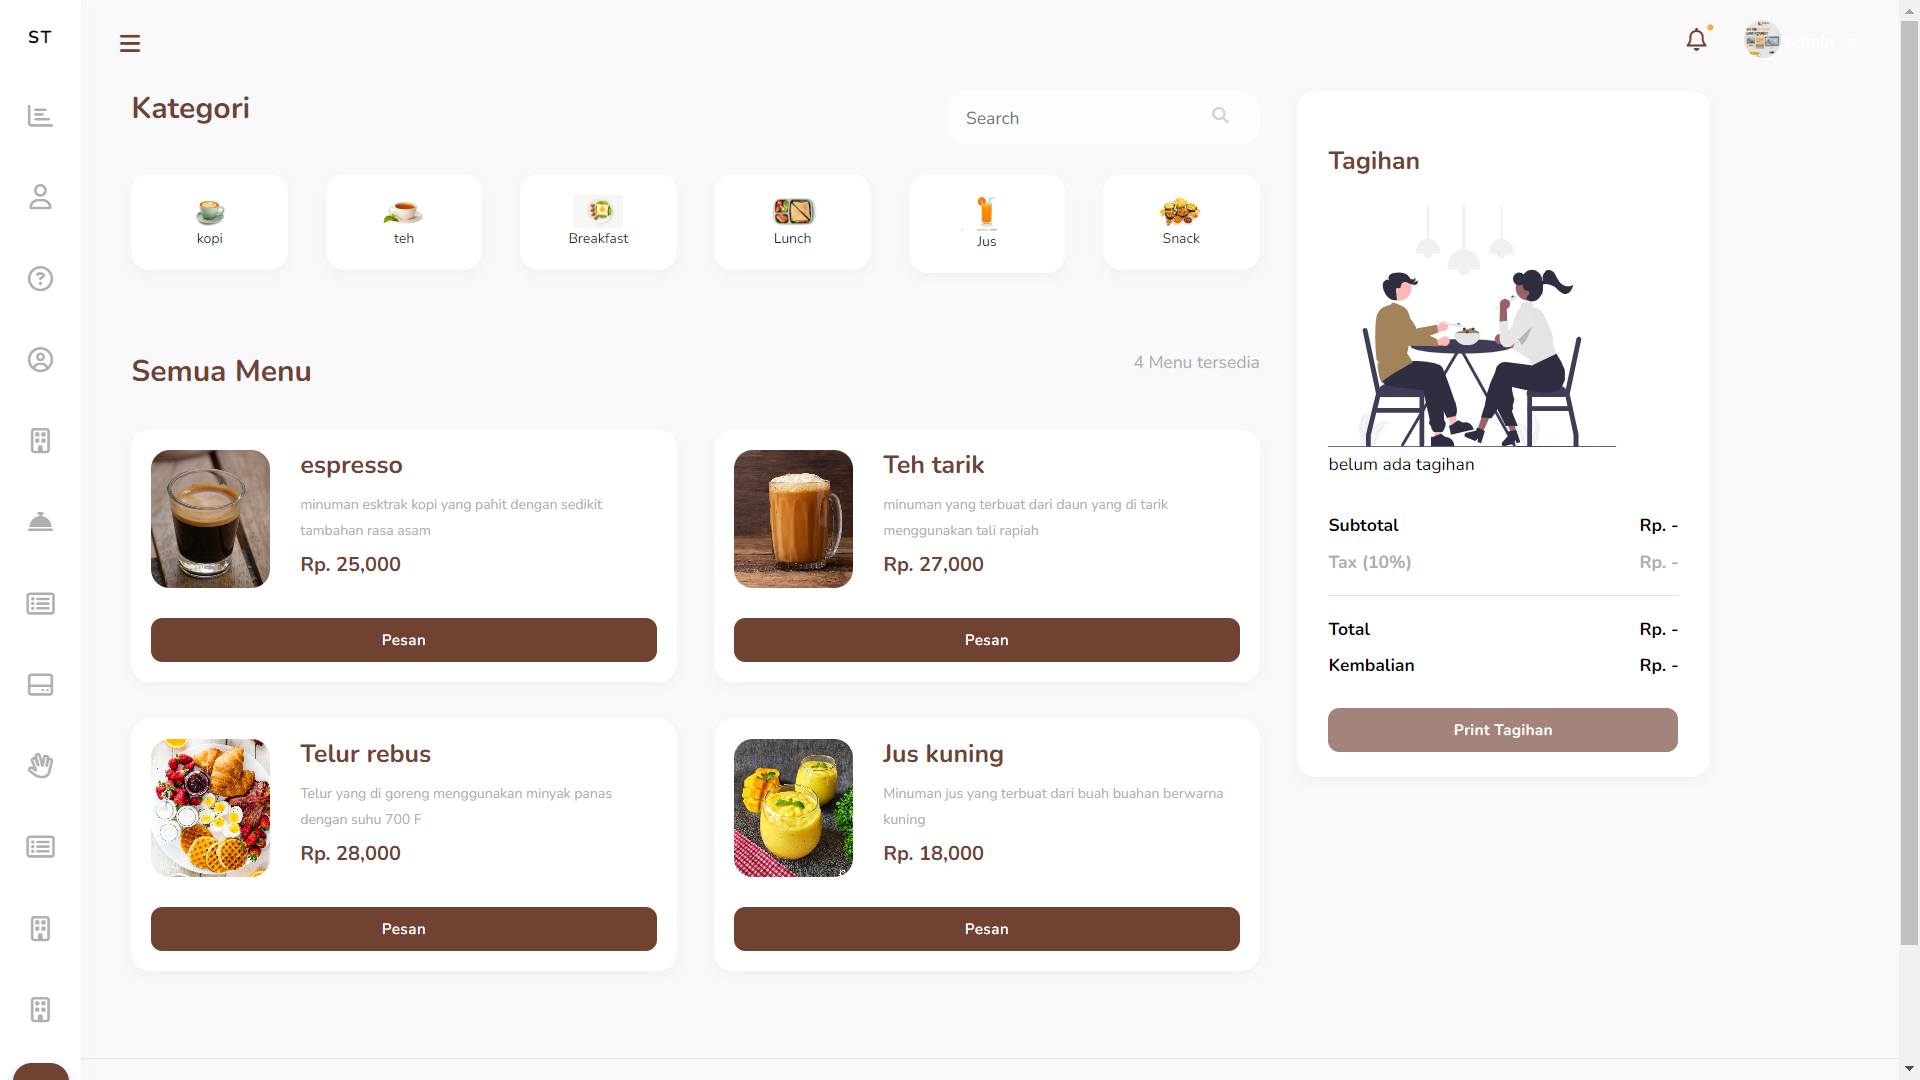 ST
admin
Kategori
Search
kopi
teh
Breakfast
Lunch
Jus
Snack
Semua Menu
4 Menu tersedia
espresso
minuman esktrak kopi yang pahit dengan sedikit
tambahan rasa asam
Rp. 25,000
Pesan
Teh tarik
minuman yang terbuat dari daun yang di tarik
menggunakan tali rapiah
Rp. 27,000
Pesan
Telur rebus
Telur yang di goreng menggunakan minyak panas
dengan suhu 700 F
Rp. 28,000
Pesan
Jus kuning
Minuman jus yang terbuat dari buah buahan berwarna
kuning
Rp. 18,000
Pesan
Tagihan
belum ada tagihan
Subtotal Rp. -
Tax (10%) Rp. -
Total Rp. -
Kembalian Rp. -
Print Tagihan